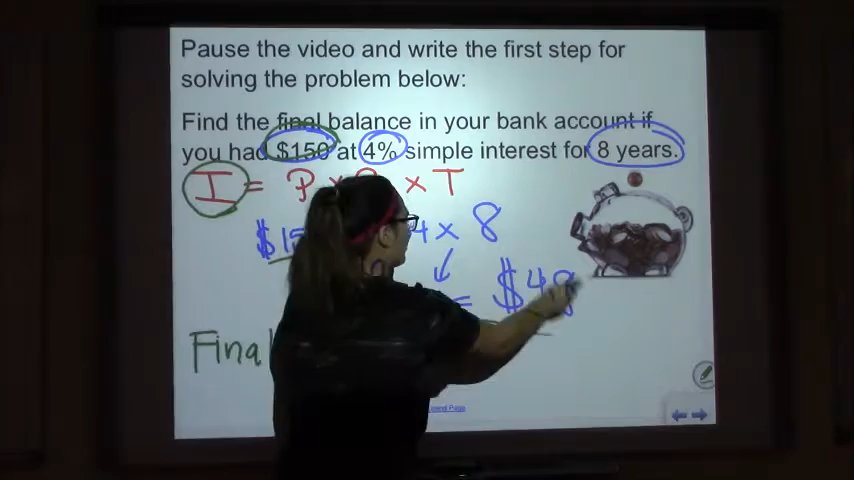 Pause the video and write the first step for
solving the problem below:
Find the final balance in your bank account if
you had $150 at 4% simple interest for 8 years.
I = P × × T
$15 4 × 8
= $48
Final